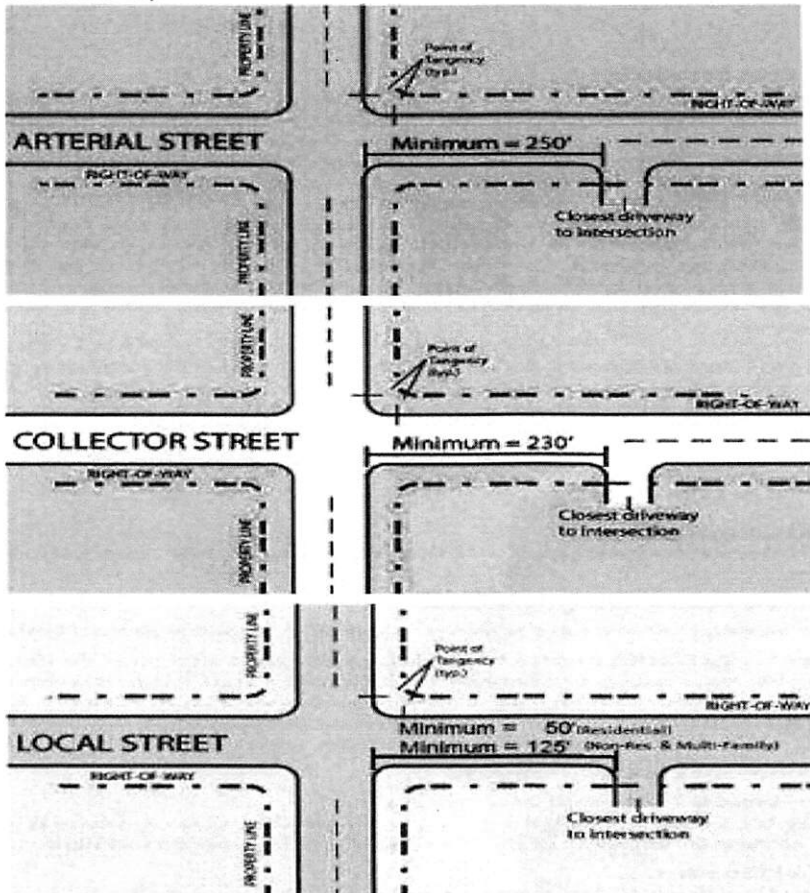 PROPERTY LINE
Point of
Tangency
(typ.)
RIGHT-OF-WAY
ARTERIAL STREET
Minimum = 250'
RIGHT-OF-WAY
PROPERTY LINE
Closest driveway
to Intersection
PROPERTY LINE
Point of
Tangency
(typ.)
RIGHT-OF-WAY
COLLECTOR STREET
Minimum = 230'
RIGHT-OF-WAY
PROPERTY LINE
Closest driveway
to Intersection
PROPERTY LINE
Point of
Tangency
(typ.)
RIGHT-OF-WAY
Minimum = 50' (Residential)
LOCAL STREET
Minimum = 125' (Non-Res. & Multi-Family)
RIGHT-OF-WAY
PROPERTY LINE
Closest driveway
to Intersection